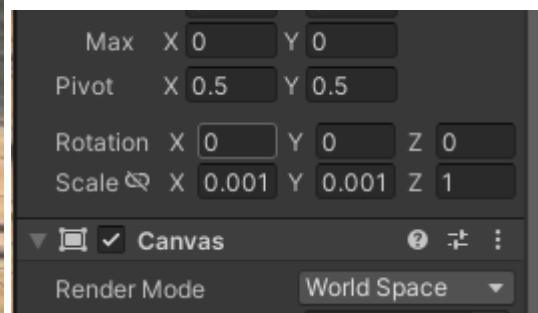 Max X 0 Y 0
Pivot X 0.5 Y 0.5
Rotation X 0 Y 0 Z 0
Scale X 0.001 Y 0.001 Z 1
Canvas
Render Mode World Space